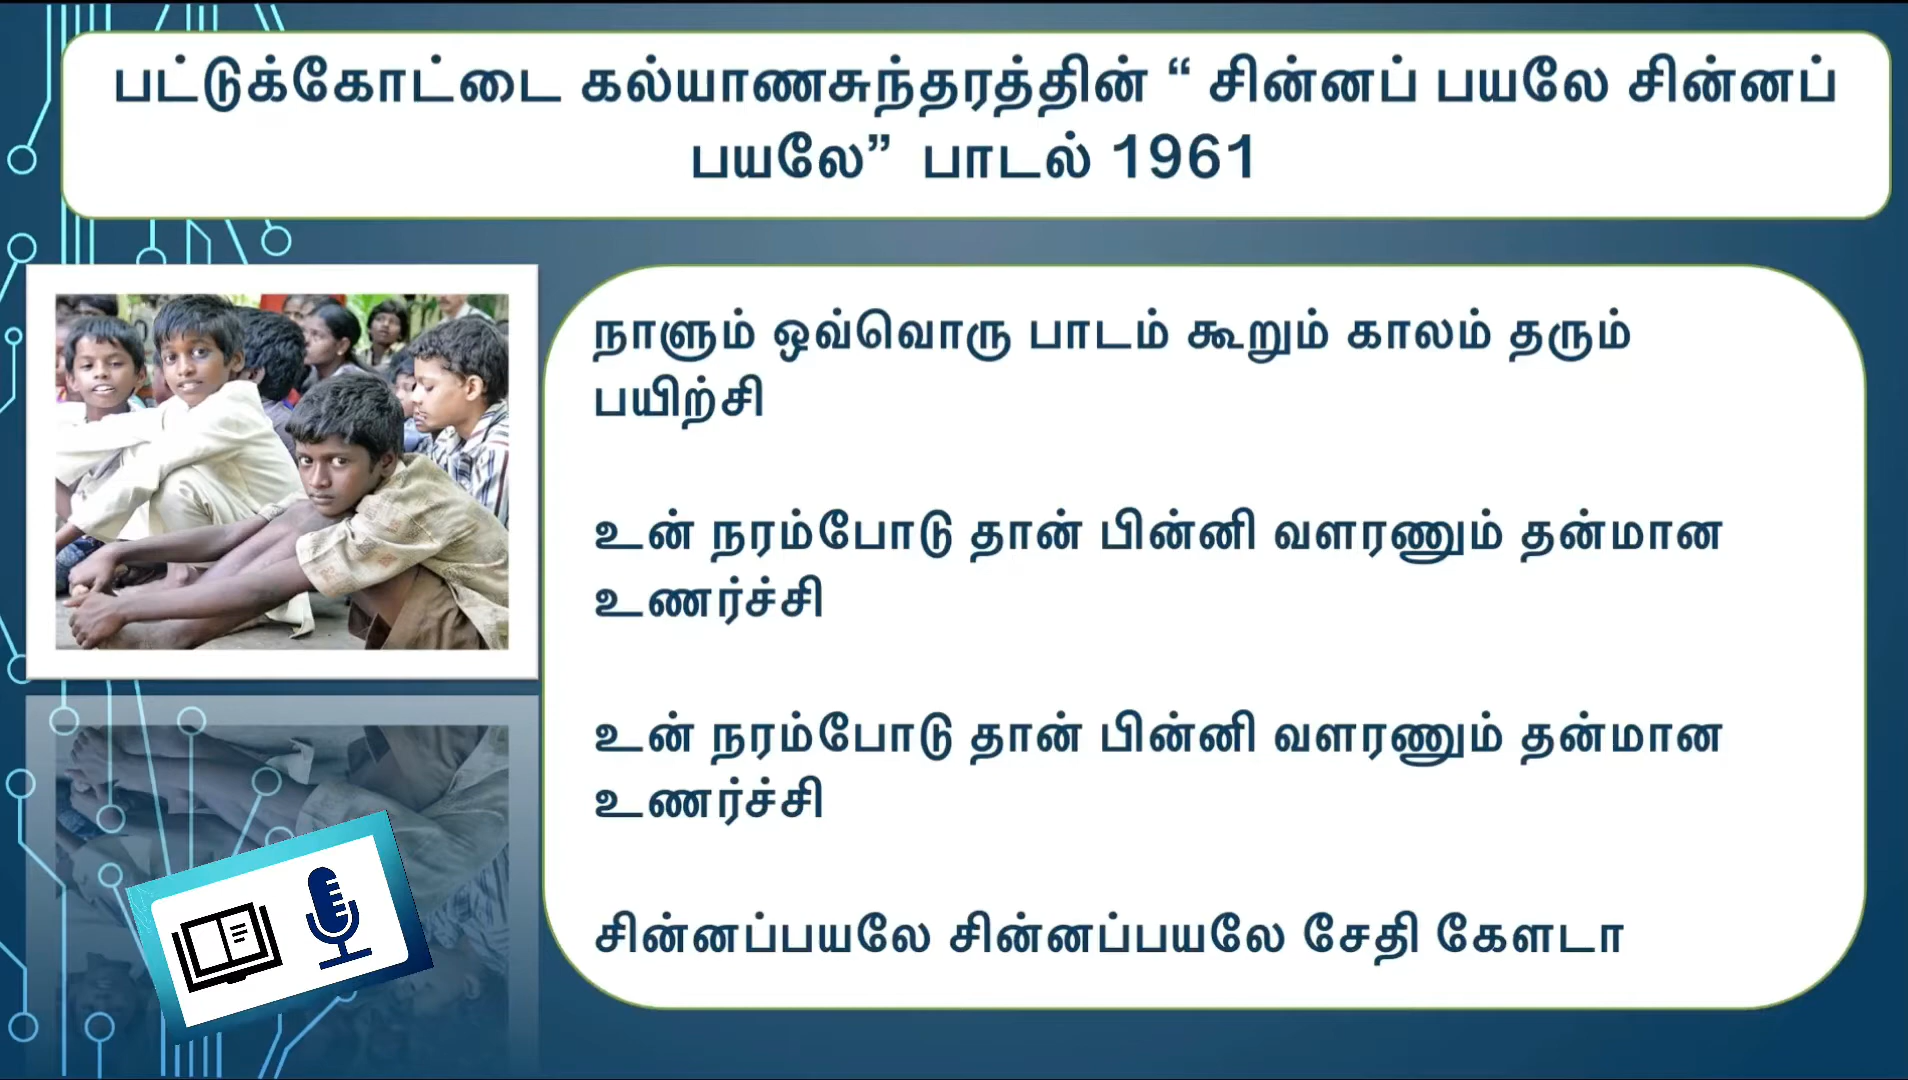 பட்டுக்கோட்டை கல்யாணசுந்தரத்தின் “ சின்னப் பயலே சின்னப்
பயலே” பாடல் 1961
நாளும் ஒவ்வொரு பாடம் கூறும் காலம் தரும்
பயிற்சி
உன் நரம்போடு தான் பின்னி வளரணும் தன்மான
உணர்ச்சி
உன் நரம்போடு தான் பின்னி வளரணும் தன்மான
உணர்ச்சி
சின்னப்பயலே சின்னப்பயலே சேதி கேளடா